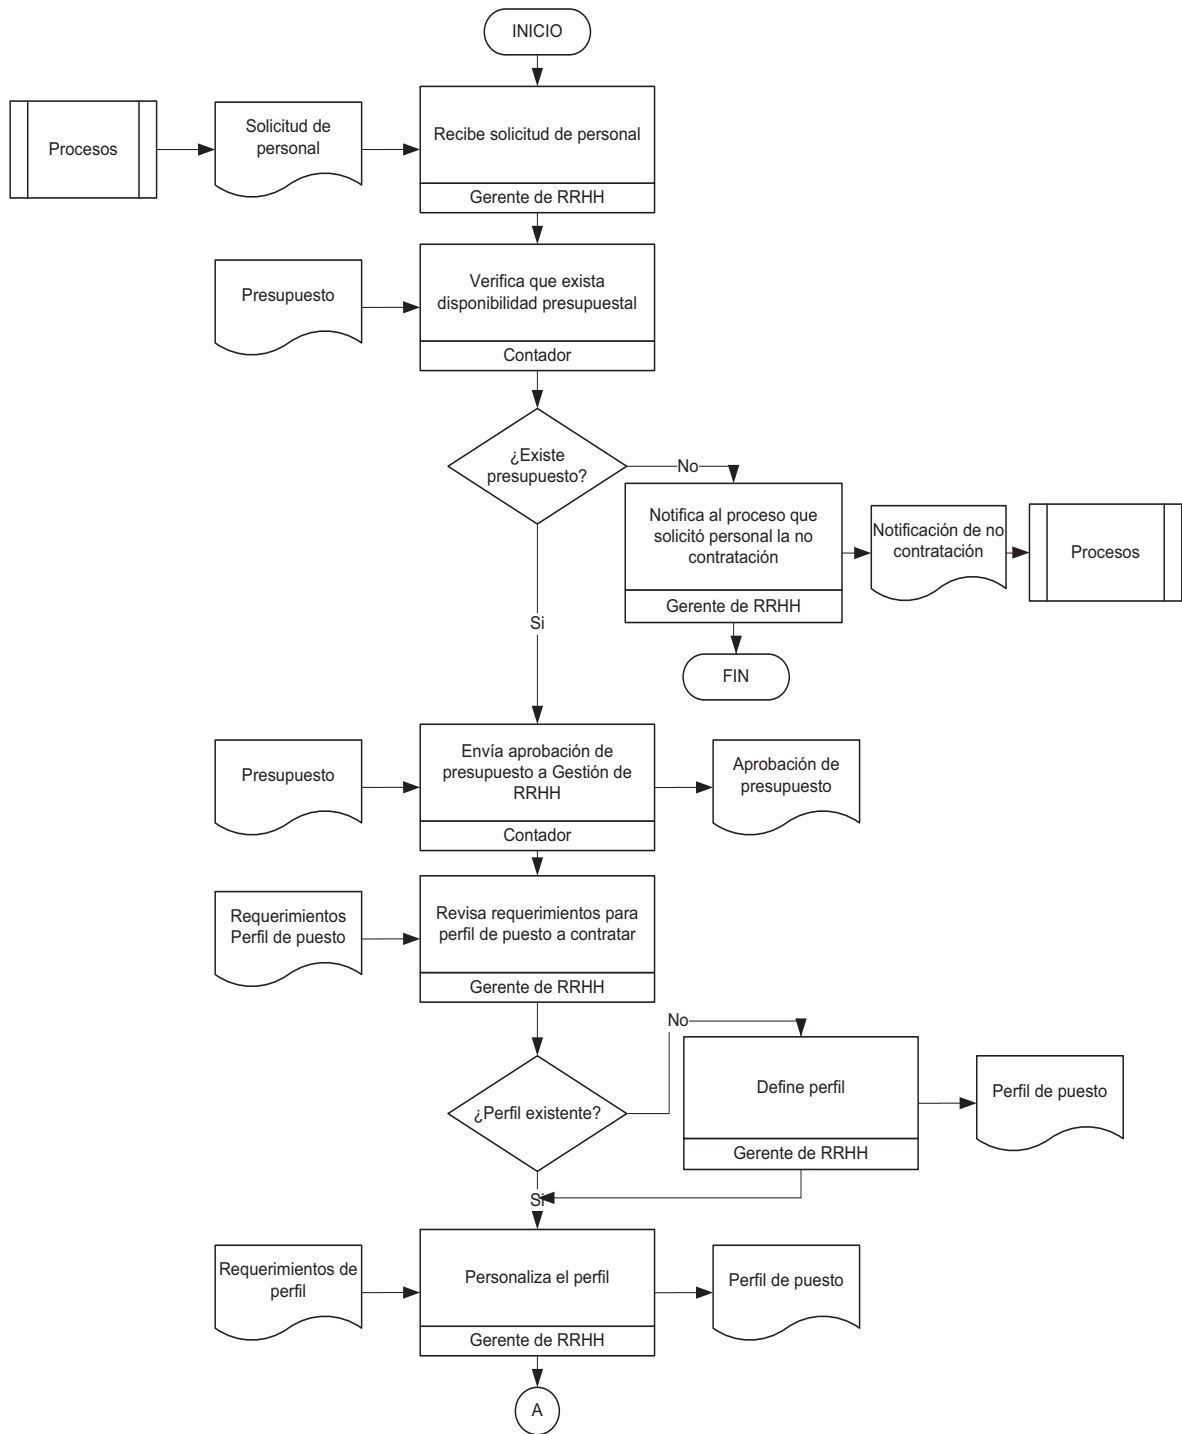 INICIO
Procesos
Solicitud de
personal
Recibe solicitud de personal
Gerente de RRHH
Presupuesto
Verifica que exista
disponibilidad presupuestal
Contador
¿Existe
presupuesto?
No
Notifica al proceso que
solicitó personal la no
contratación
Gerente de RRHH
Notificación de no
contratación
Procesos
Si
FIN
Presupuesto
Envía aprobación de
presupuesto a Gestión de
RRHH
Contador
Aprobación de
presupuesto
Requerimientos
Perfil de puesto
Revisa requerimientos para
perfil de puesto a contratar
Gerente de RRHH
No
¿Perfil existente?
Define perfil
Gerente de RRHH
Perfil de puesto
Si
Requerimientos de
perfil
Personaliza el perfil
Gerente de RRHH
Perfil de puesto
A